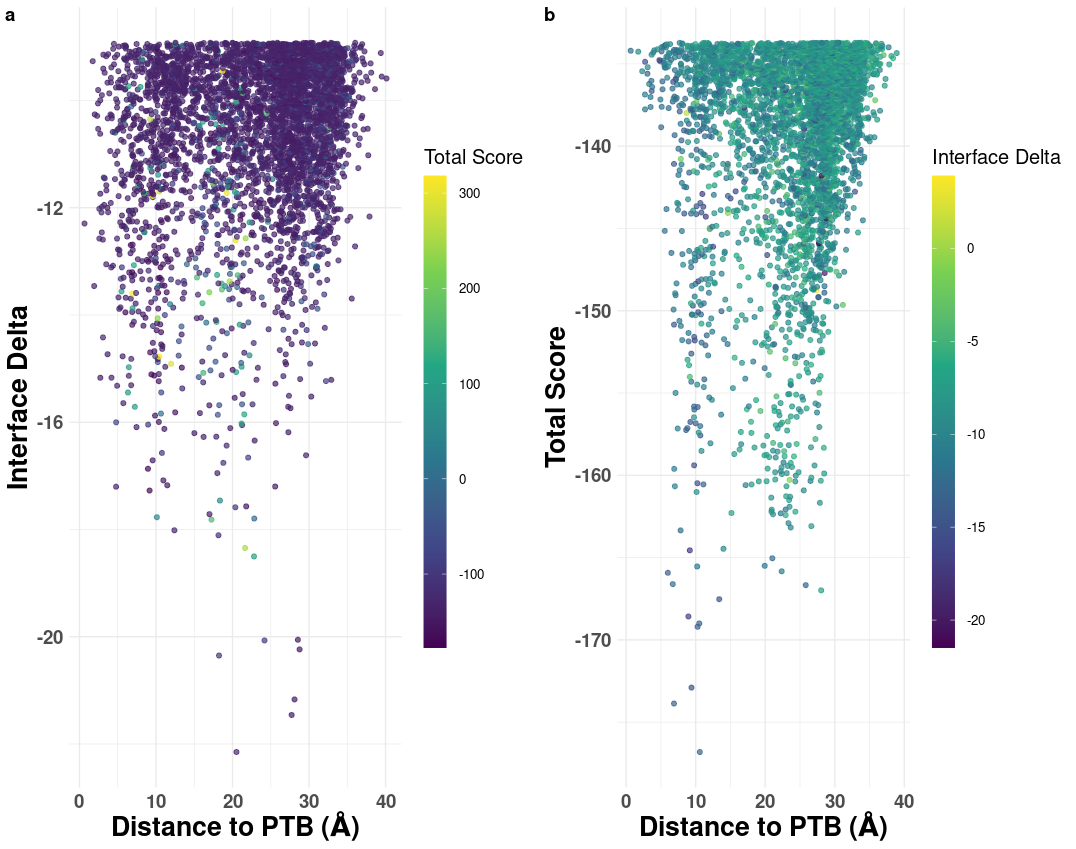 a
Interface Delta
-12
-16
-20
0 10 20 30 40
Distance to PTB (Å)
Total Score
300
200
100
0
-100
b
Total Score
-140
-150
-160
-170
0 10 20 30 40
Distance to PTB (Å)
Interface Delta
0
-5
-10
-15
-20